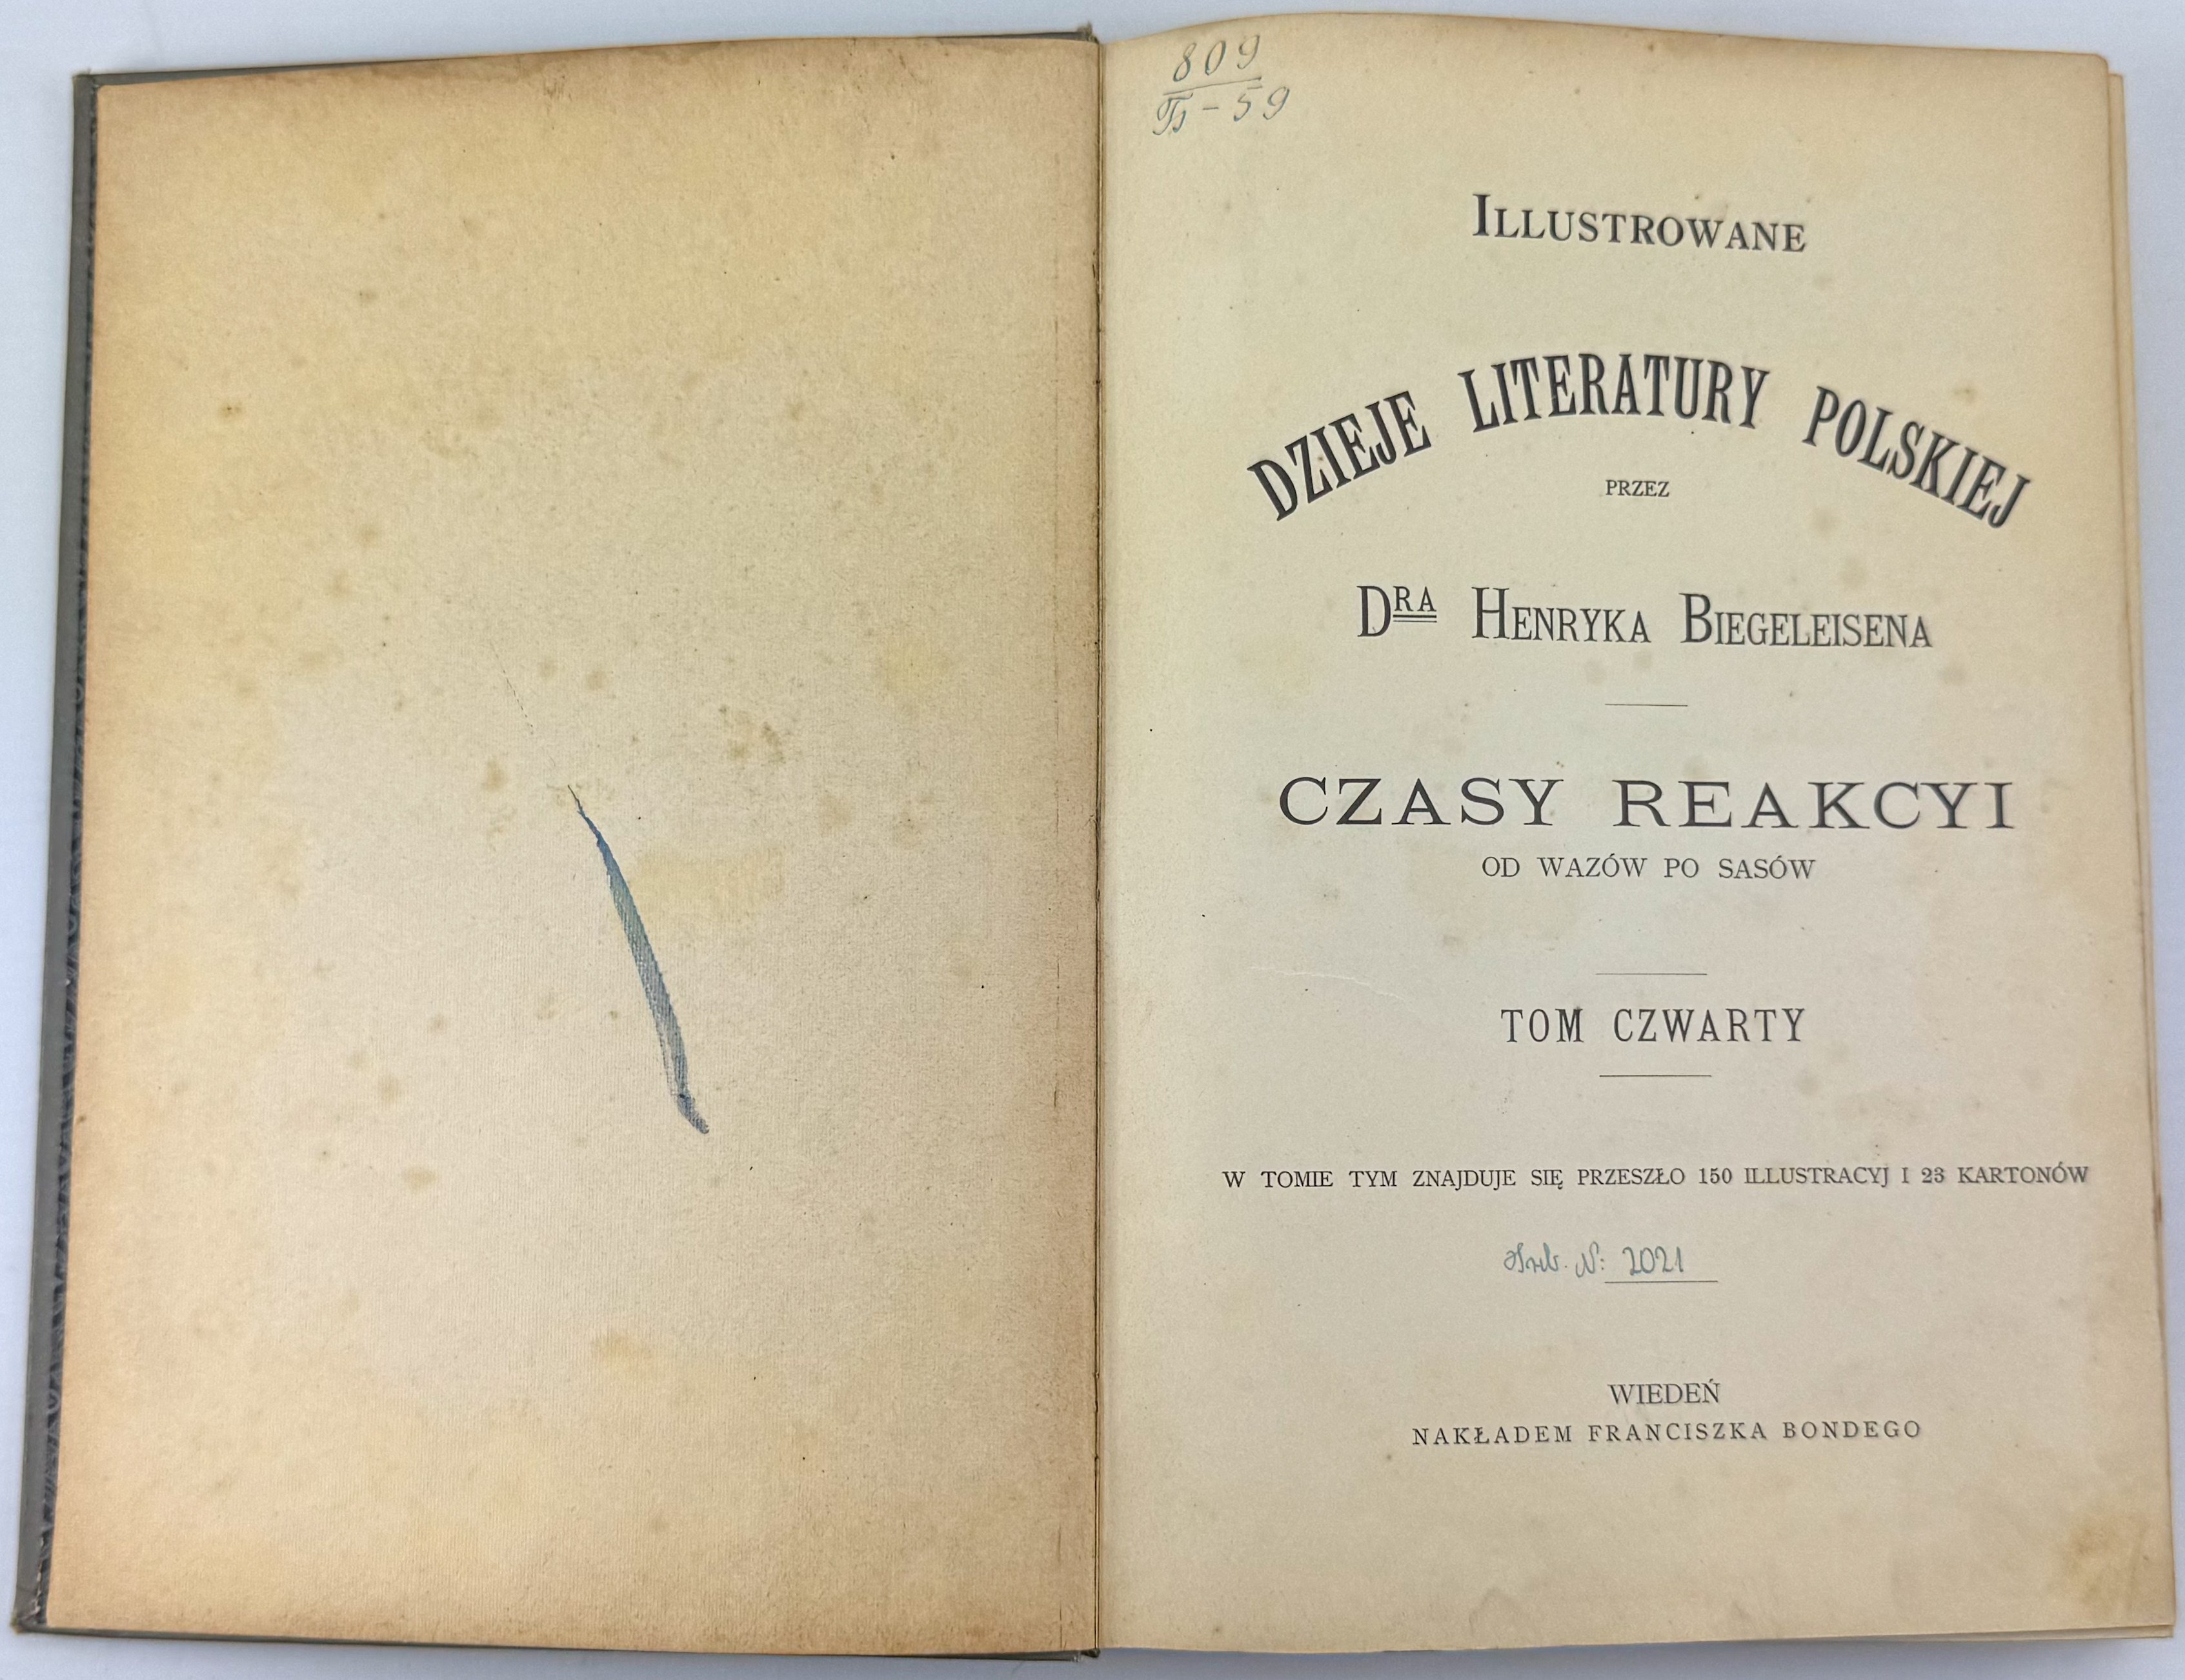 809
– 59
ILLUSTROWANE
DZIEJE LITERATURY POLSKIEJ
PRZEZ
DRA HENRYKA BIEGELEISENA
CZASY REAKCYI
OD WAZÓW PO SASÓW
TOM CZWARTY
W TOMIE TYM ZNAJDUJE SIĘ PRZESZŁO 150 ILLUSTRACYJ I 23 KARTONÓW
N: 2021
WIEDEŃ
NAKŁADEM FRANCISZKA BONDEGO